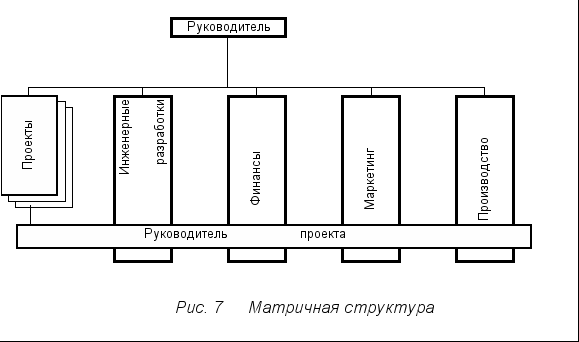 Руководитель
Проекты
Инженерные
разработки
Финансы
Маркетинг
Производство
Руководитель проекта
Рис. 7 Матричная структура